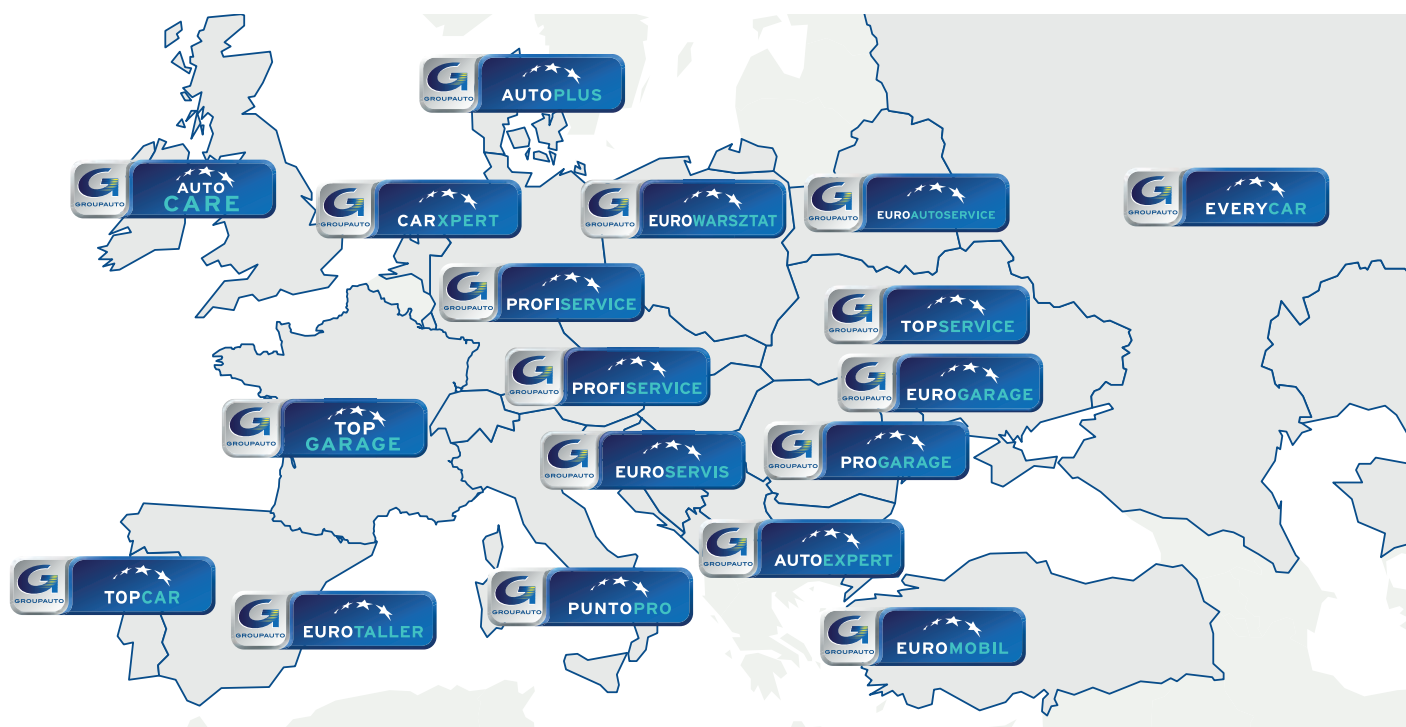 GROUPAUTO
AUTOPLUS
GROUPAUTO
AUTO
CARE
GROUPAUTO
CARXPERT
GROUPAUTO
EUROWARSZTAT
GROUPAUTO
EUROAUTOSERVICE
GROUPAUTO
EVERYCAR
GROUPAUTO
PROFISERVICE
GROUPAUTO
TOPSERVICE
GROUPAUTO
PROFISERVICE
GROUPAUTO
EUROGARAGE
GROUPAUTO
TOP
GARAGE
GROUPAUTO
EUROSERVIS
GROUPAUTO
PROGARAGE
GROUPAUTO
AUTOEXPERT
GROUPAUTO
TOPCAR
GROUPAUTO
EUROTALLER
GROUPAUTO
PUNTOPRO
GROUPAUTO
EUROMOBIL